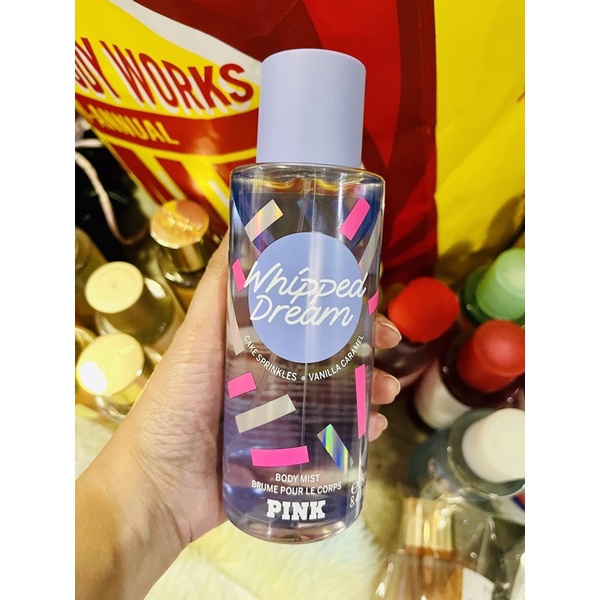 DY WORKS
ANNUAL
Whipped
Dream
CAKE SPRINKLES • VANILLA CARAMEL
BODY MIST
BRUME POUR LE CORPS
PINK